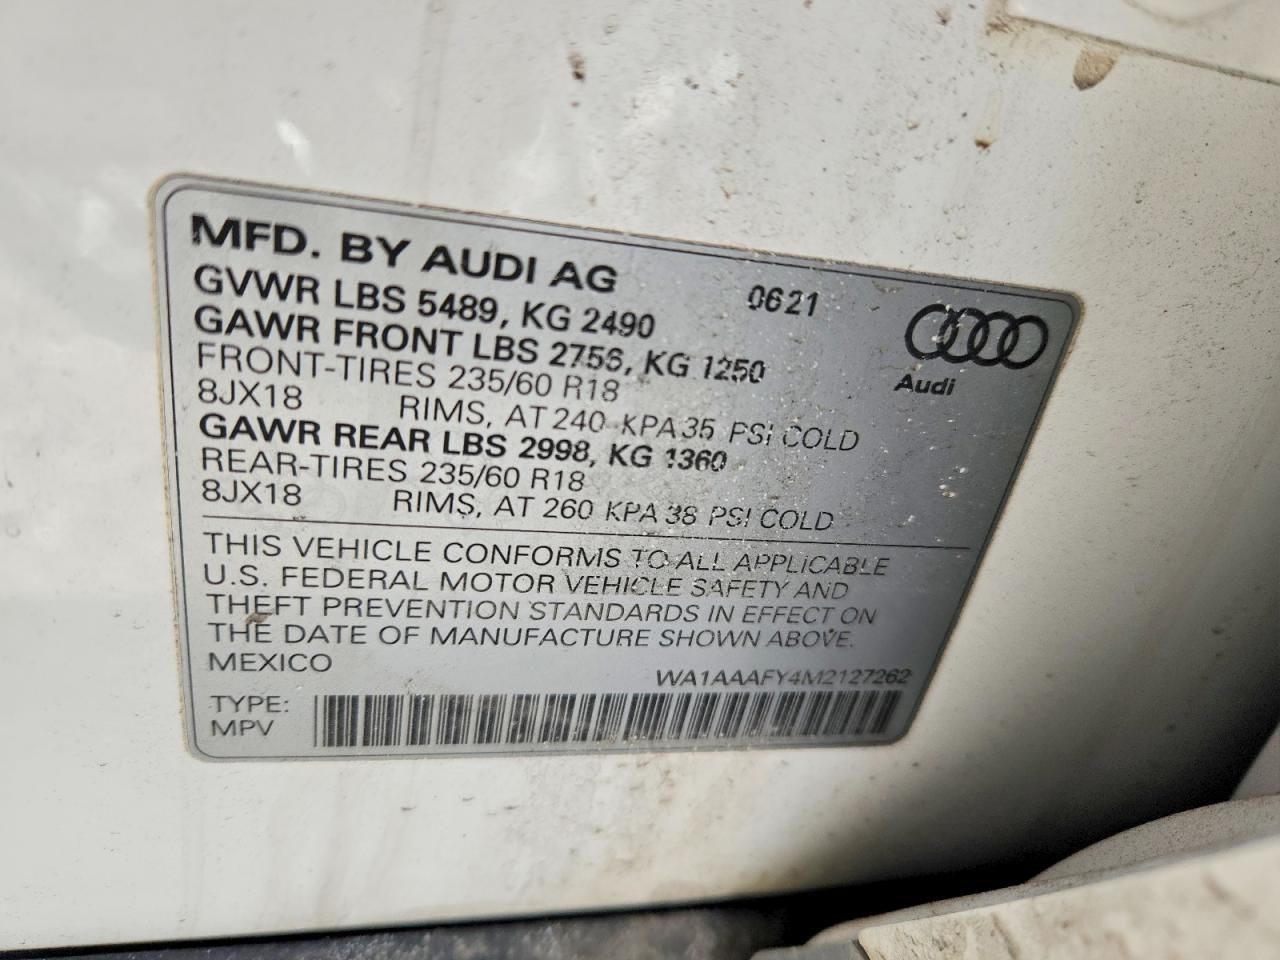 MFD. BY AUDI AG 0621
GVWR LBS 5489, KG 2490
GAWR FRONT LBS 2756, KG 1250
FRONT-TIRES 235/60 R18
8JX18 RIMS, AT 240 KPA 35 PSI COLD
GAWR REAR LBS 2998, KG 1360
REAR-TIRES 235/60 R18
8JX18 RIMS, AT 260 KPA 38 PSI COLD
Audi
THIS VEHICLE CONFORMS TO ALL APPLICABLE
U.S. FEDERAL MOTOR VEHICLE SAFETY AND
THEFT PREVENTION STANDARDS IN EFFECT ON
THE DATE OF MANUFACTURE SHOWN ABOVE.
MEXICO WA1AAAFY4M2127262
TYPE:
MPV